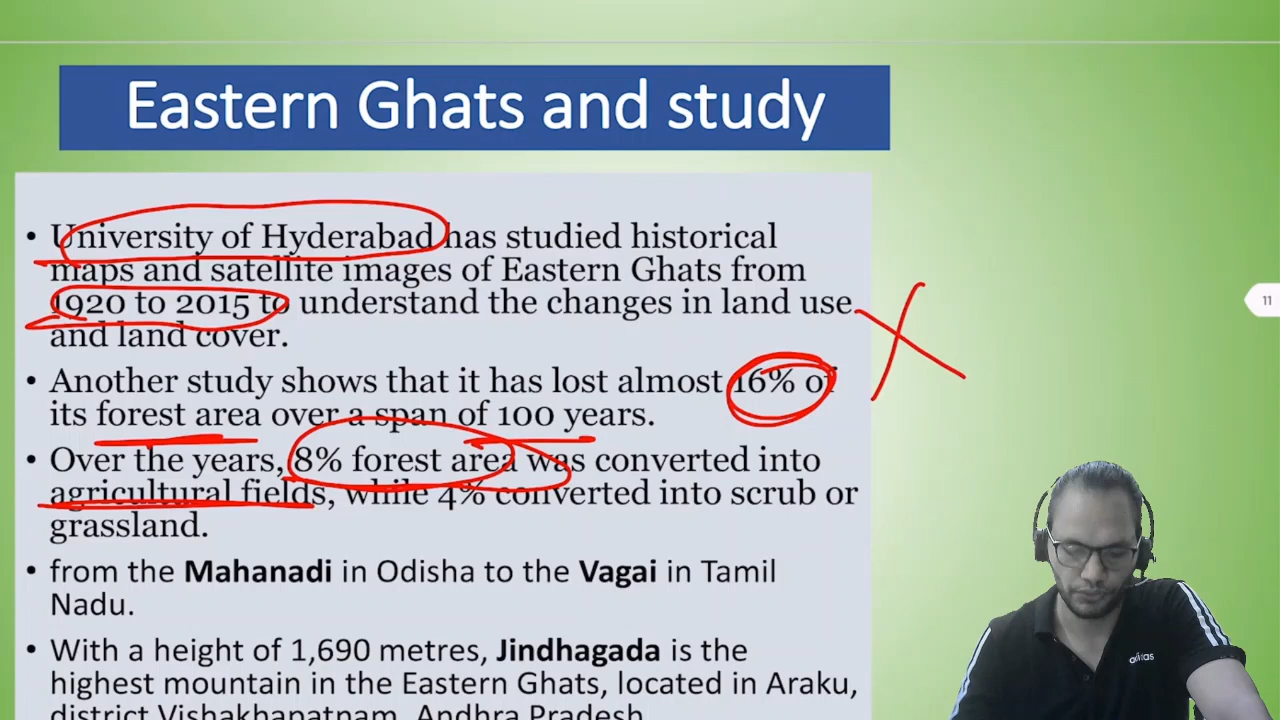 Eastern Ghats and study
• University of Hyderabad has studied historical
maps and satellite images of Eastern Ghats from
1920 to 2015 to understand the changes in land use
and land cover.
• Another study shows that it has lost almost 16% of
its forest area over a span of 100 years.
• Over the years, 8% forest area was converted into
agricultural fields, while 4% converted into scrub or
grassland.
• from the Mahanadi in Odisha to the Vagai in Tamil
Nadu.
• With a height of 1,690 metres, Jindhagada is the
highest mountain in the Eastern Ghats, located in Araku,
district Vishakhapatnam, Andhra Pradesh
11
adidas